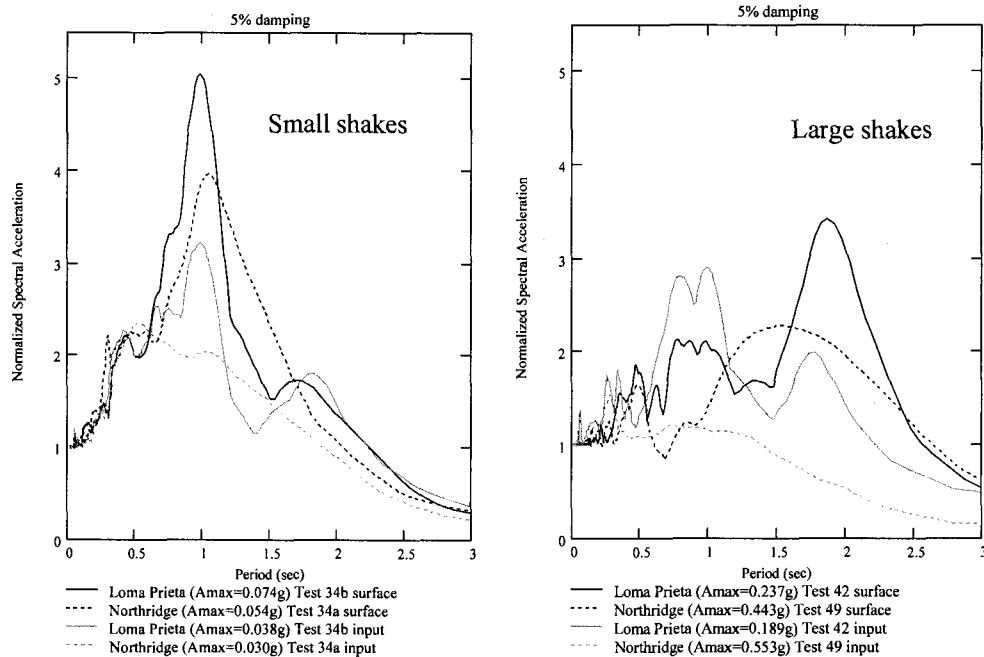 5% damping
5
4
3
2
1
0
Normalized Spectral Acceleration
Small shakes
0
0.5
1
1.5
2
2.5
3
Period (sec)
Loma Prieta (Amax=0.074g) Test 34b surface
Northridge (Amax=0.054g) Test 34a surface
Loma Prieta (Amax=0.038g) Test 34b input
Northridge (Amax=0.030g) Test 34a input
5% damping
5
4
3
2
1
0
Normalized Spectral Acceleration
Large shakes
0
0.5
1
1.5
2
2.5
3
Period (sec)
Loma Prieta (Amax=0.237g) Test 42 surface
Northridge (Amax=0.443g) Test 49 surface
Loma Prieta (Amax=0.189g) Test 42 input
Northridge (Amax=0.553g) Test 49 input